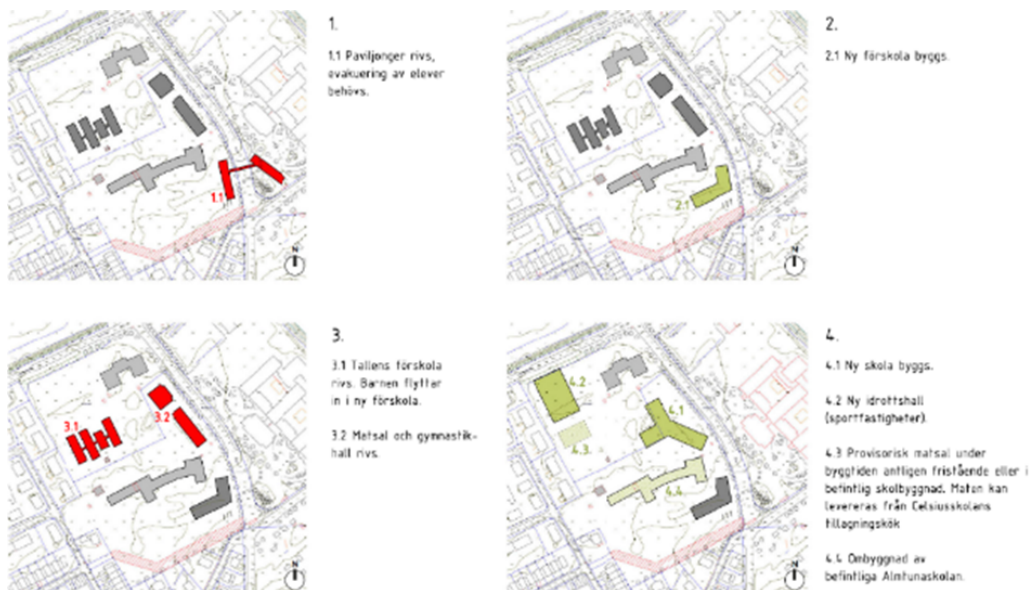 1.
1.1 Paviljonger rivs,
evakuering av elever
behövs.
1.1
N
2.
2.1 Ny förskola byggs.
2.1
N
3.
3.1 Tallens förskola
rivs. Barnen flyttar
in i ny förskola.
3.2 Matsal och gymnastik-
hall rivs.
3.1
3.2
N
4.
4.1 Ny skola byggs.
4.2 Ny idrottshall
(sportfastigheter).
4.3 Provisorisk matsal under
byggtiden antligen fristående eller i
befintlig skolbyggnad. Maten kan
levereras från Celsiusskolans
tillagningskök
4.4 Ombyggnad av
befintliga Almtunaskolan.
4.2
4.1
4.3.
4.4.
N